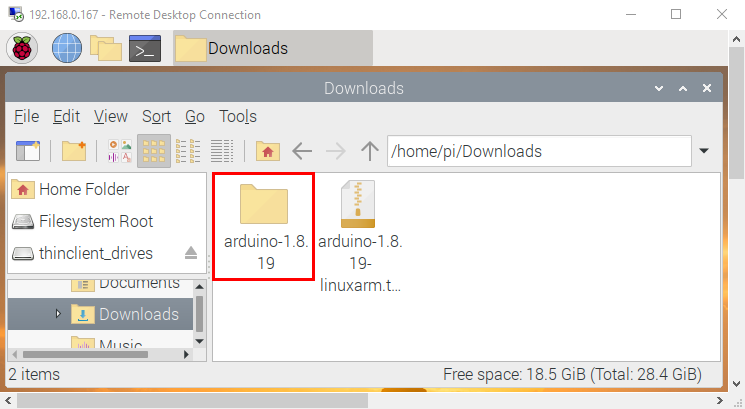 192.168.0.167 - Remote Desktop Connection
Downloads
Downloads
File Edit View Sort Go Tools
/home/pi/Downloads
Home Folder
Filesystem Root
thinclient_drives
Documents
Downloads
Music
arduino-1.8.
19
arduino-1.8.
19-
linuxarm.t...
2 items
Free space: 18.5 GiB (Total: 28.4 GiB)